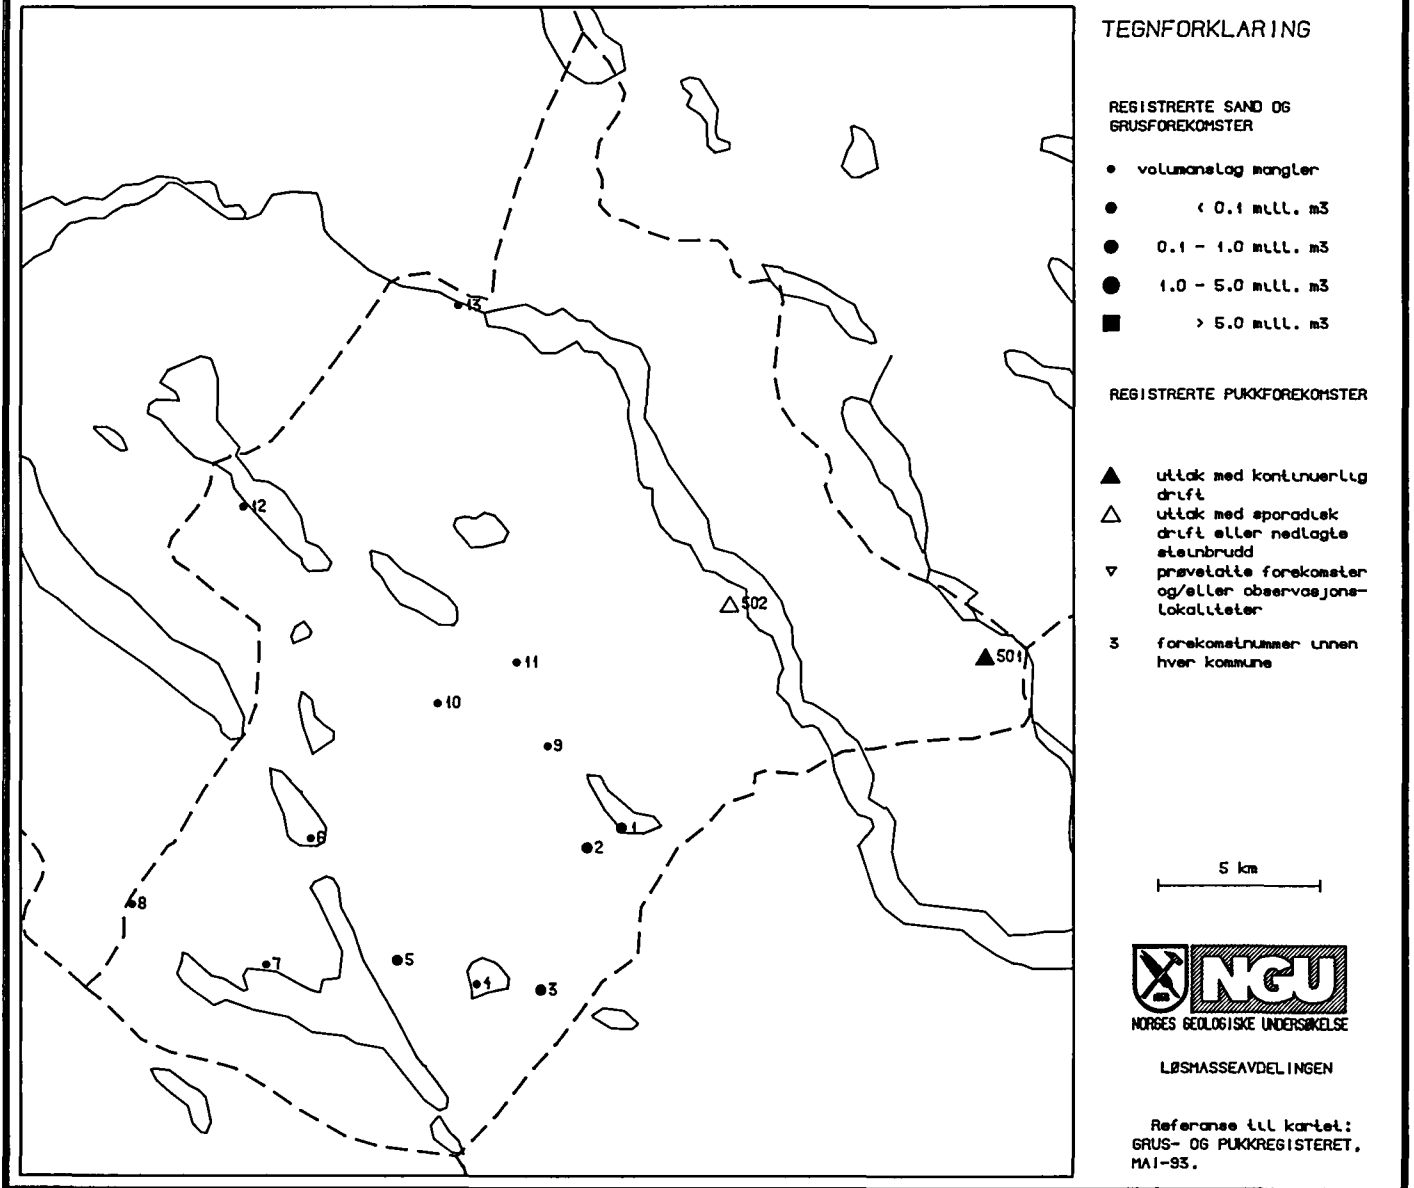 TEGNFORKLARING
REGISTRERTE SAND OG
GRUSFOREKOMSTER
volumanslag mangler
< 0.1 mill. m3
0.1 - 1.0 mill. m3
1.0 - 5.0 mill. m3
> 5.0 mill. m3
REGISTRERTE PUKKFOREKOMSTER
uttak med kontinuerlig
drift
uttak med sporadisk
drift eller nedlagte
steinbrudd
prøvetatte forekomster
og/eller observasjons-
lokaliteter
3 forekomstnummer innen
hver kommune
5 km
NGU
NORGES GEOLOGISKE UNDERSØKELSE
LØSMASSEAVDELINGEN
Referanse til kartet:
GRUS- OG PUKKREGISTERET.
MAI-93.
13
12
502
11
501
10
9
1
2
6
8
5
7
4
3